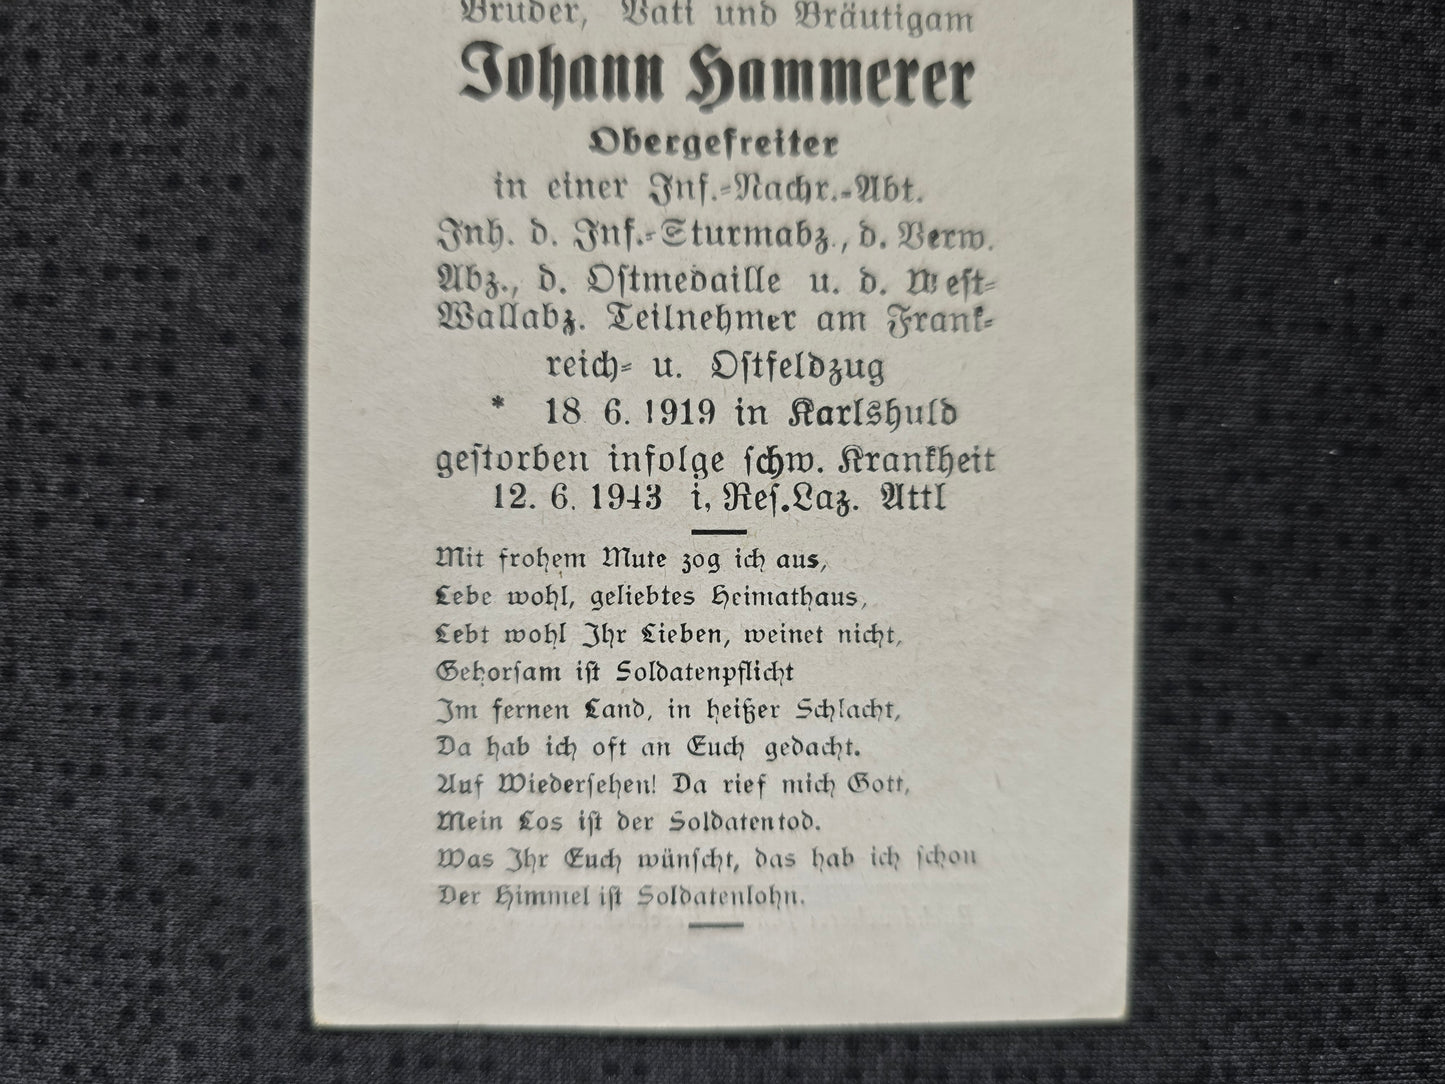 Bruder, Vati und Bräutigam
Johann Hammerer
Obergefreiter
in einer Inf.-Nachr.-Abt.
Inh. d. Inf.-Sturmabz., d. Verw.
Abz., d. Ostmedaille u. d. West-
Wallabz. Teilnehmer am Frank-
reich- u. Ostfeldzug
* 18 6. 1919 in Karlshuld
gestorben infolge schw. Krankheit
12. 6. 1943 i, Res.Laz. Attl
Mit frohem Mute zog ich aus,
Lebe wohl, geliebtes Heimathaus,
Lebt wohl Ihr Lieben, weinet nicht,
Gehorsam ist Soldatenpflicht
Im fernen Land, in heißer Schlacht,
Da hab ich oft an Euch gedacht.
Auf Wiedersehen! Da rief mich Gott,
Mein Los ist der Soldatentod.
Was Ihr Euch wünscht, das hab ich schon
Der Himmel ist Soldatenlohn.